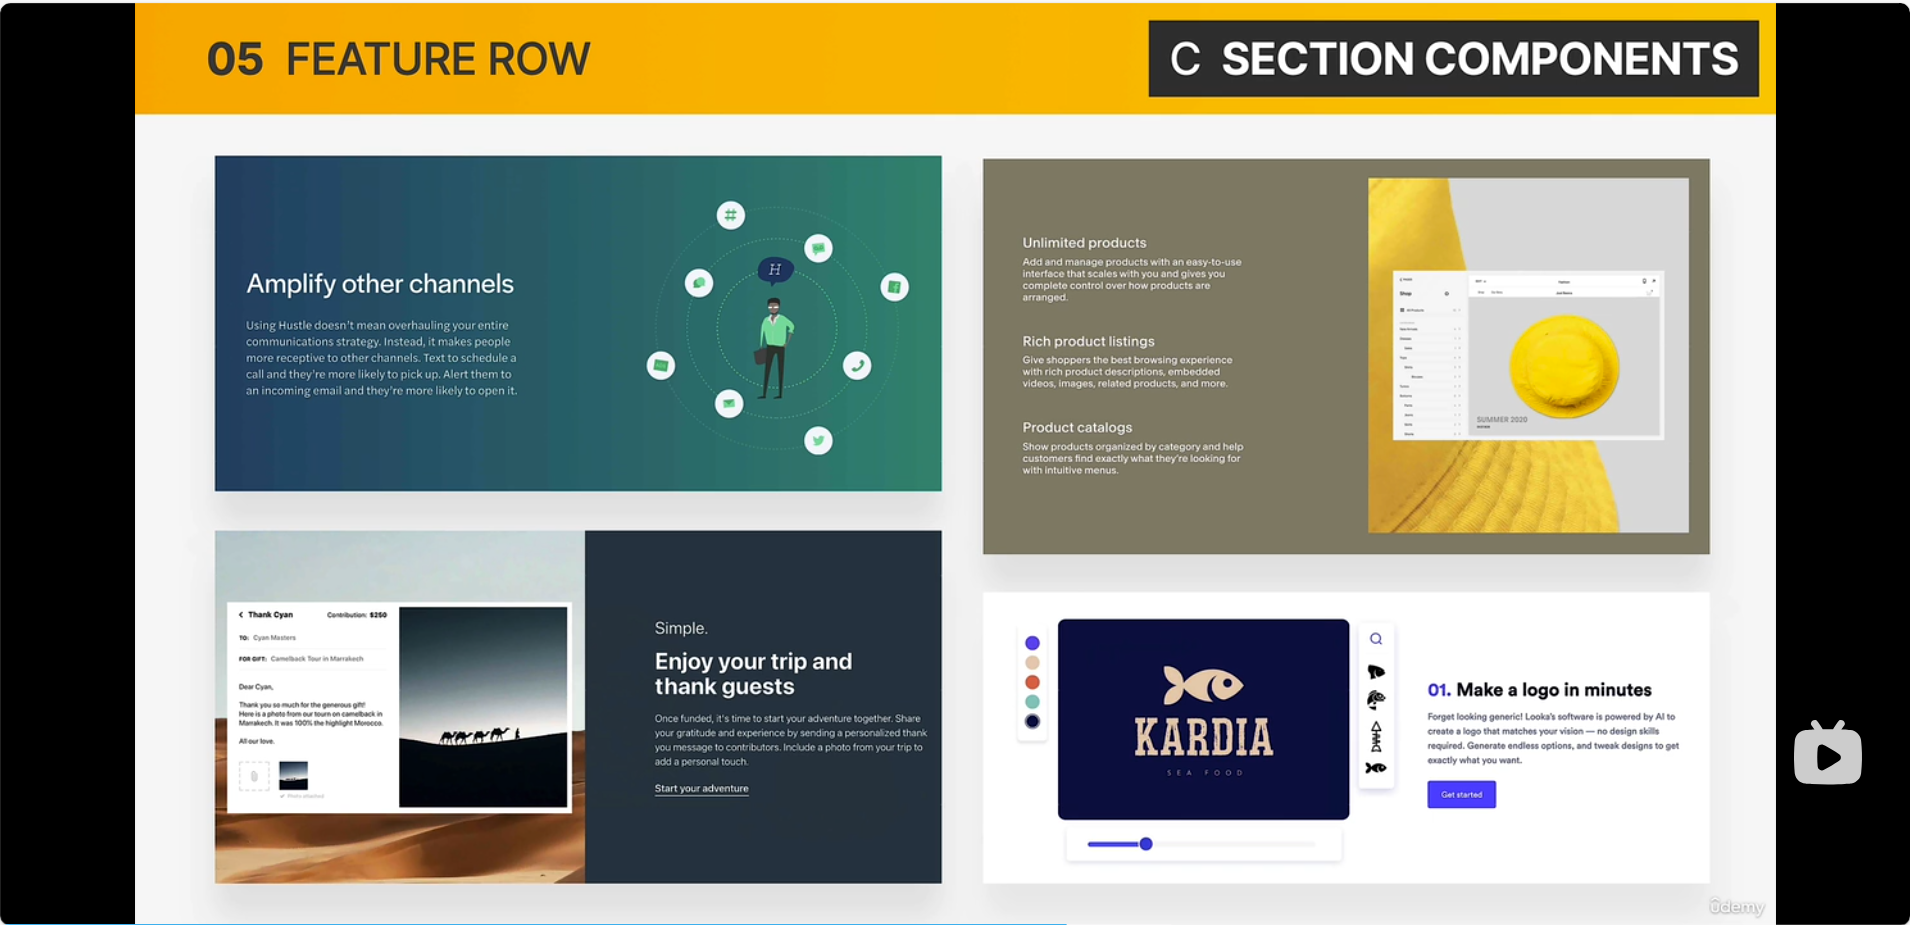 05 FEATURE ROW
C SECTION COMPONENTS
Amplify other channels
Using Hustle doesn't mean overhauling your entire
communications strategy. Instead, it makes people
more receptive to other channels. Text to schedule a
call and they're more likely to pick up. Alert them to
an incoming email and they're more likely to open it.
H
Unlimited products
Add and manage products with an easy-to-use
interface that scales with you and gives you
complete control over how products are
arranged.
Rich product listings
Give shoppers the best browsing experience
with rich product descriptions, embedded
videos, images, related products, and more.
Product catalogs
Show products organized by category and help
customers find exactly what they're looking for
with intuitive menus.
Shop
All Products
SUMMER 2020
Thank Cyan
Contribution: $250
TO: Cyan Masters
FOR GIFT: Camelback Tour in Marrakech
Dear Cyan,
Thank you so much for the generous gift!
Here is a photo from our tourn on camelback in
Marrakech. It was 100% the highlight Morocco.
All our love.
Photo attached
Simple.
Enjoy your trip and
thank guests
Once funded, it's time to start your adventure together. Share
your gratitude and experience by sending a personalized thank
you message to contributors. Include a photo from your trip to
add a personal touch.
Start your adventure
KARDIA
SEA FOOD
01. Make a logo in minutes
Forget looking generic! Looka's software is powered by AI to
create a logo that matches your vision — no design skills
required. Generate endless options, and tweak designs to get
exactly what you want.
Get started
ûdemy